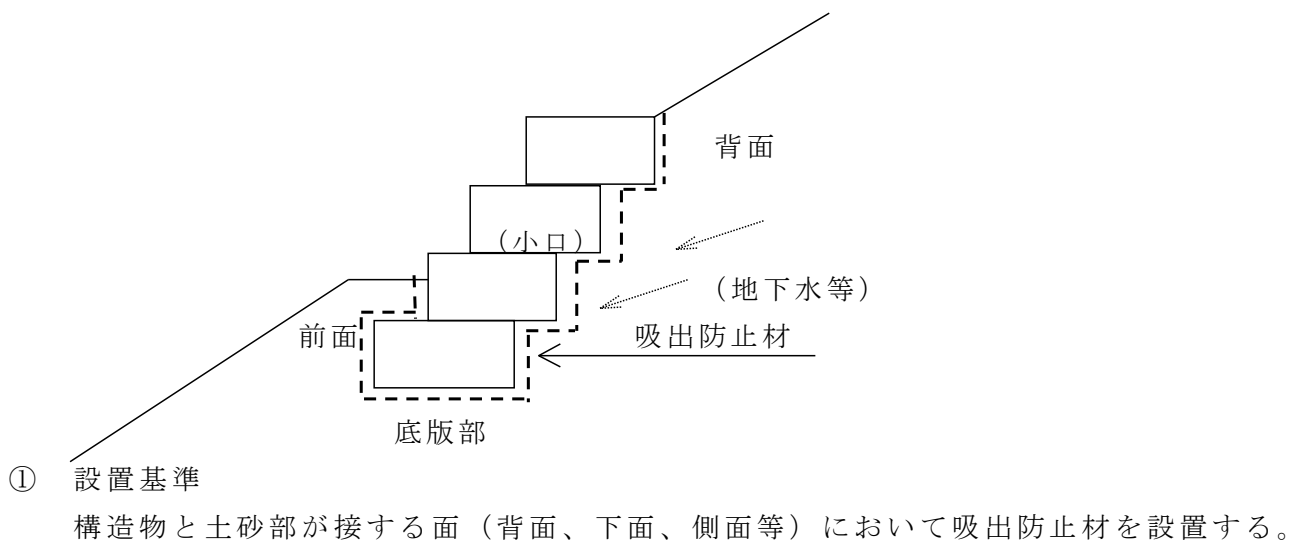 背面
（小口）
（地下水等）
前面
吸出防止材
底版部
① 設置基準
構造物と土砂部が接する面（背面、下面、側面等）において吸出防止材を設置する。